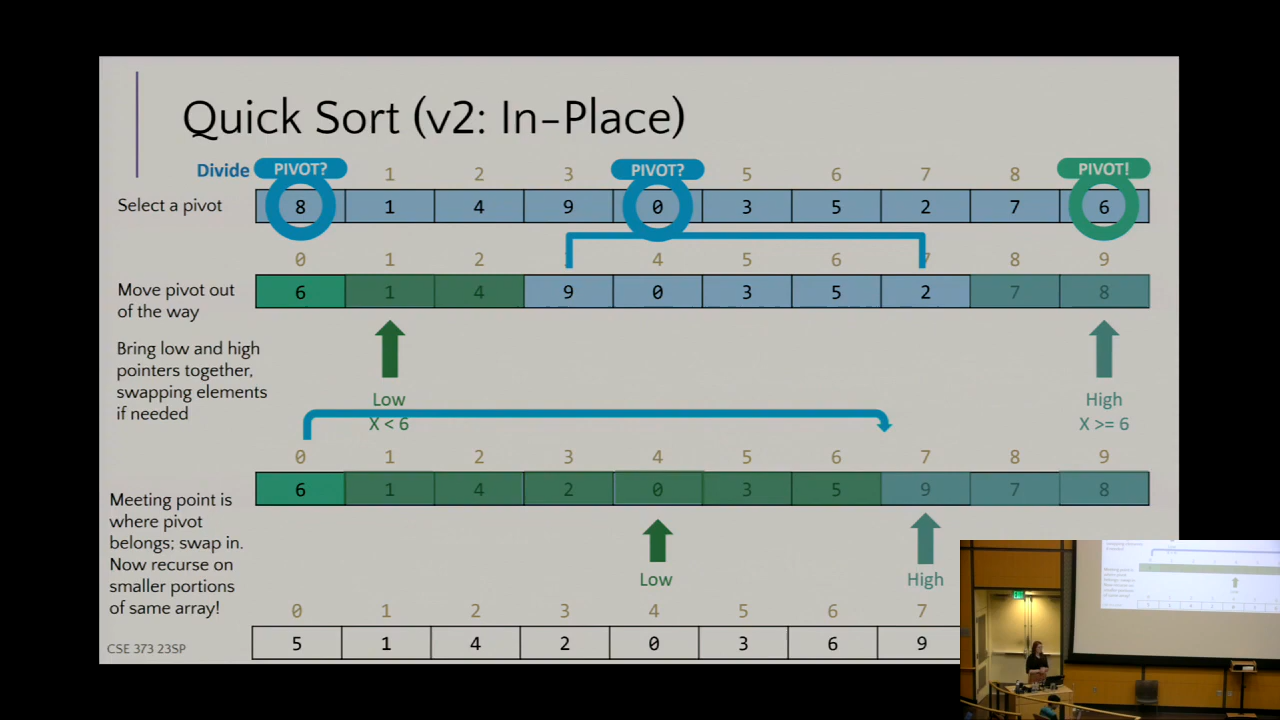 Quick Sort (v2: In-Place)
Divide PIVOT? 1 2 3 PIVOT? 5 6 7 8 PIVOT!
Select a pivot 8 1 4 9 0 3 5 2 7 6
0 1 2 4 5 6 7 8 9
Move pivot out
of the way
6 1 4 9 0 3 5 2 7 8
Bring low and high
pointers together,
swapping elements
if needed
Low
X < 6
High
X >= 6
0 1 2 3 4 5 6 7 8 9
6 1 4 2 0 3 5 9 7 8
Meeting point is
where pivot
belongs; swap in.
Now recurse on
smaller portions
of same array!
Low High
0 1 2 3 4 5 6 7
5 1 4 2 0 3 6 9
CSE 373 23SP